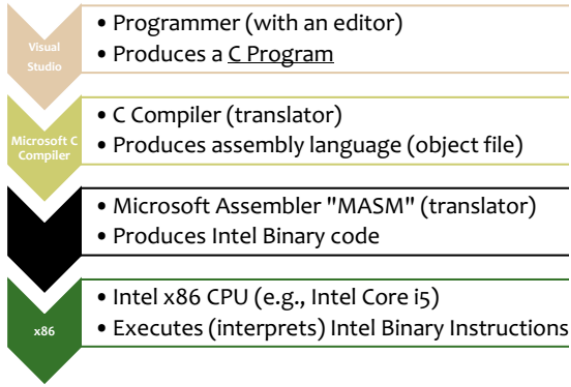 Visual
Studio
• Programmer (with an editor)
• Produces a C Program
Microsoft C
Compiler
• C Compiler (translator)
• Produces assembly language (object file)
• Microsoft Assembler "MASM" (translator)
• Produces Intel Binary code
x86
• Intel x86 CPU (e.g., Intel Core i5)
• Executes (interprets) Intel Binary Instructions